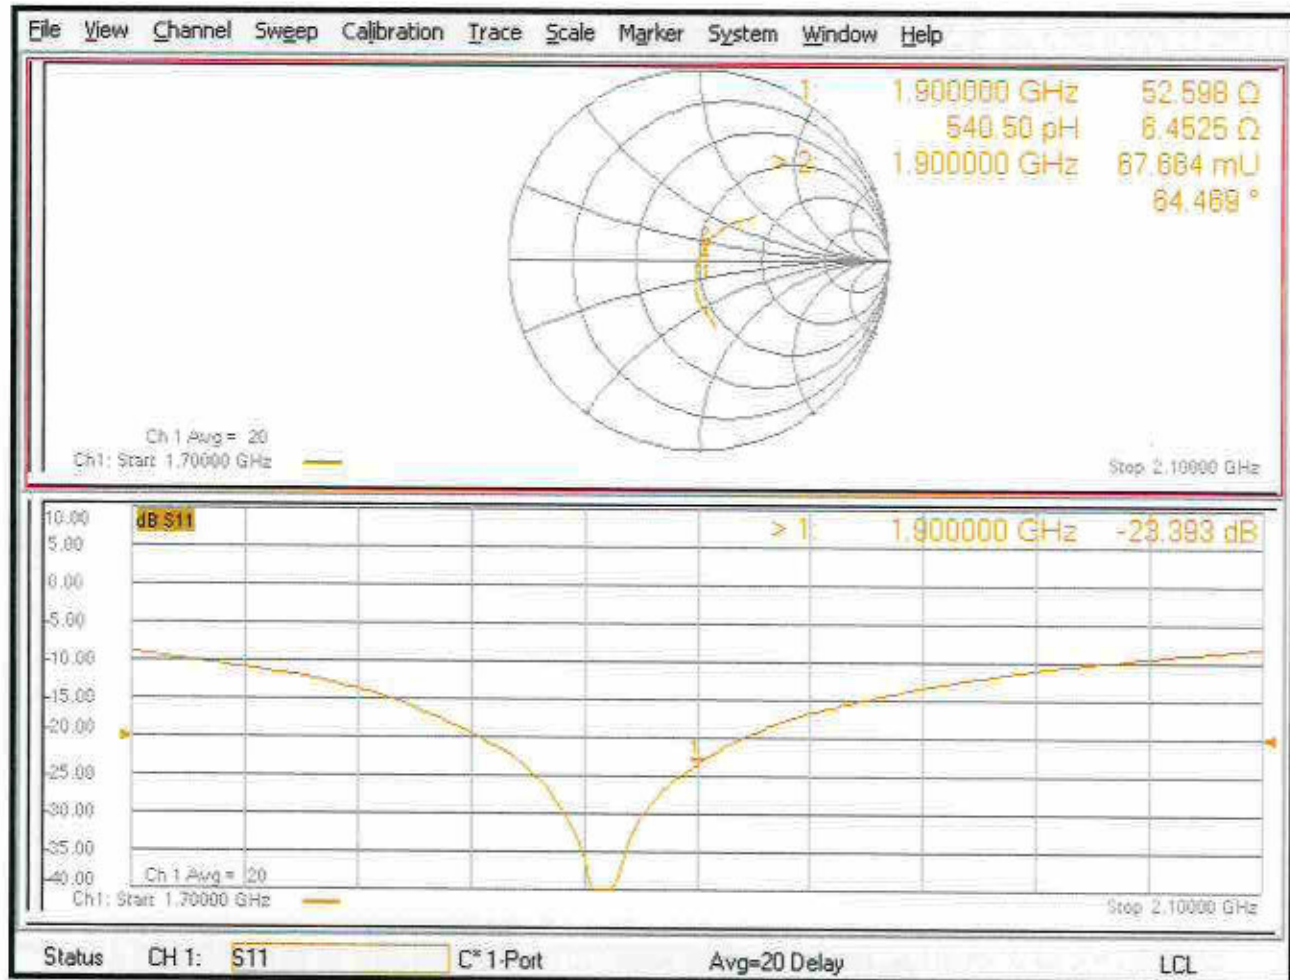 File View Channel Sweep Calibration Trace Scale Marker System Window Help
1: 1.900000 GHz 52.598 Ω
540.50 pH 6.4525 Ω
> 2: 1.900000 GHz 67.664 mU
64.469 °
Ch 1 Avg = 20
Ch1: Start 1.70000 GHz
Stop 2.10000 GHz
10.00
dB S11
> 1: 1.900000 GHz -23.393 dB
5.00
0.00
-5.00
-10.00
-15.00
-20.00
1
-25.00
-30.00
-35.00
-40.00
Ch 1 Avg = 20
Ch1: Start 1.70000 GHz
Stop 2.10000 GHz
Status CH 1: S11 C* 1-Port Avg=20 Delay LCL